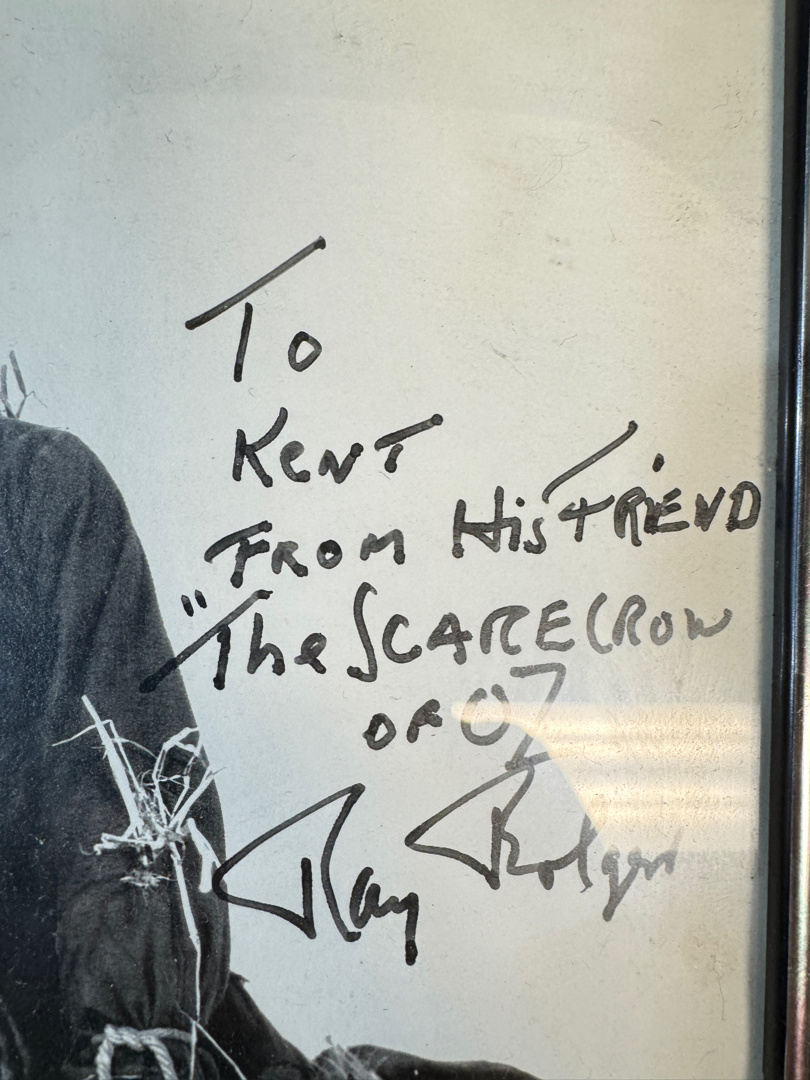 To
KeNT
FROM His FRiEND
"The SCARECROW
OF OZ
Ray Bolger